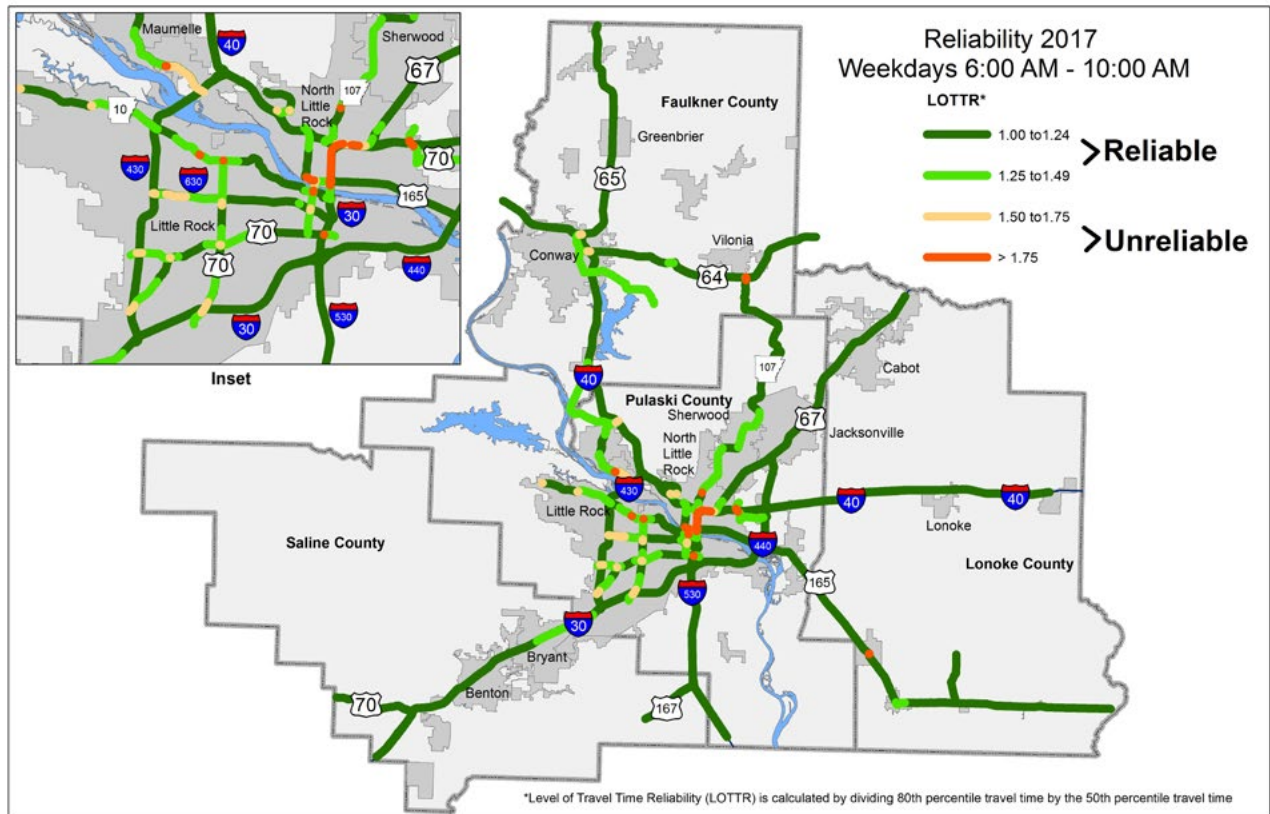 Reliability 2017
Weekdays 6:00 AM - 10:00 AM
LOTTR*
1.00 to1.24
1.25 to1.49
Reliable
1.50 to1.75
> 1.75
Unreliable
Maumelle
40
Sherwood
67
107
North
Little
Rock
10
70
430
630
165
Little Rock
30
70
70
440
30
530
Inset
Faulkner County
Greenbrier
65
Vilonia
Conway
64
107
Cabot
40
Pulaski County
Sherwood
67
Jacksonville
North
Little
Rock
430
40
40
Little Rock
Lonoke
Saline County
440
Lonoke County
165
530
30
Bryant
Benton
70
167
*Level of Travel Time Reliability (LOTTR) is calculated by dividing 80th percentile travel time by the 50th percentile travel time